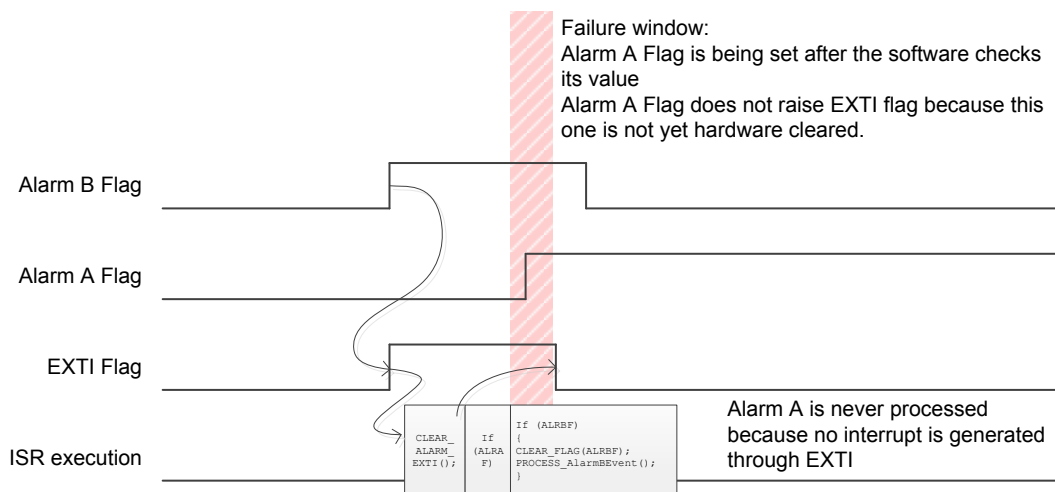 Failure window:
Alarm A Flag is being set after the software checks
its value
Alarm A Flag does not raise EXTI flag because this
one is not yet hardware cleared.
Alarm B Flag
Alarm A Flag
EXTI Flag
ISR execution
CLEAR_
ALARM_
EXTI();
If
(ALRA
F)
If (ALRBF)
{
CLEAR_FLAG(ALRBF);
PROCESS_AlarmBEvent();
}
Alarm A is never processed
because no interrupt is generated
through EXTI